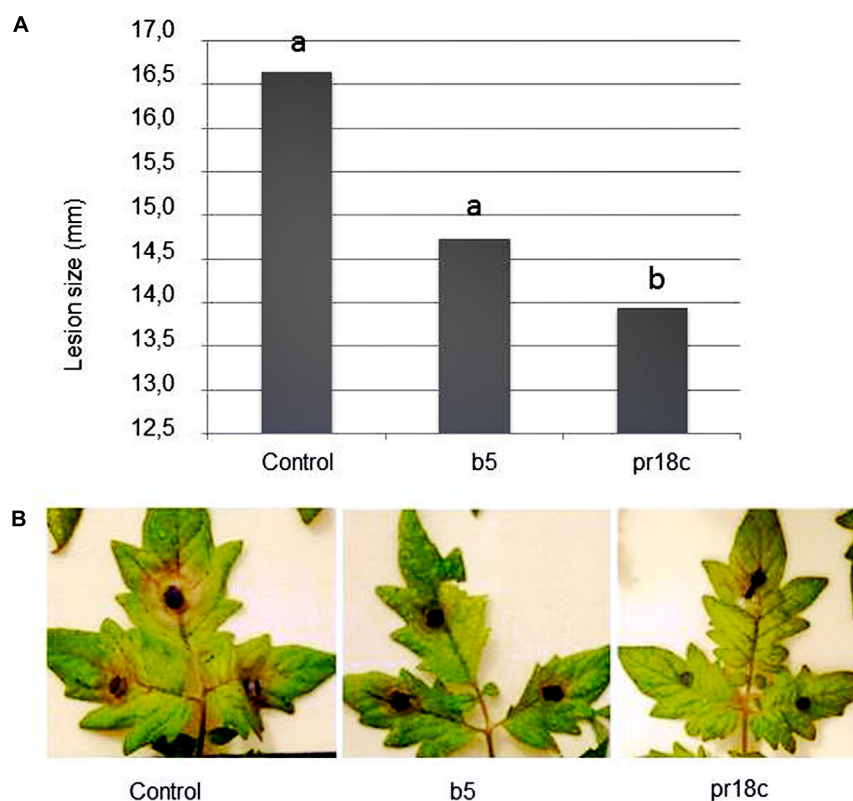 A
17,0
16,5
16,0
15,5
15,0
14,5
14,0
13,5
13,0
12,5
Lesion size (mm)
a
a
b
Control b5 pr18c
B
Control b5 pr18c